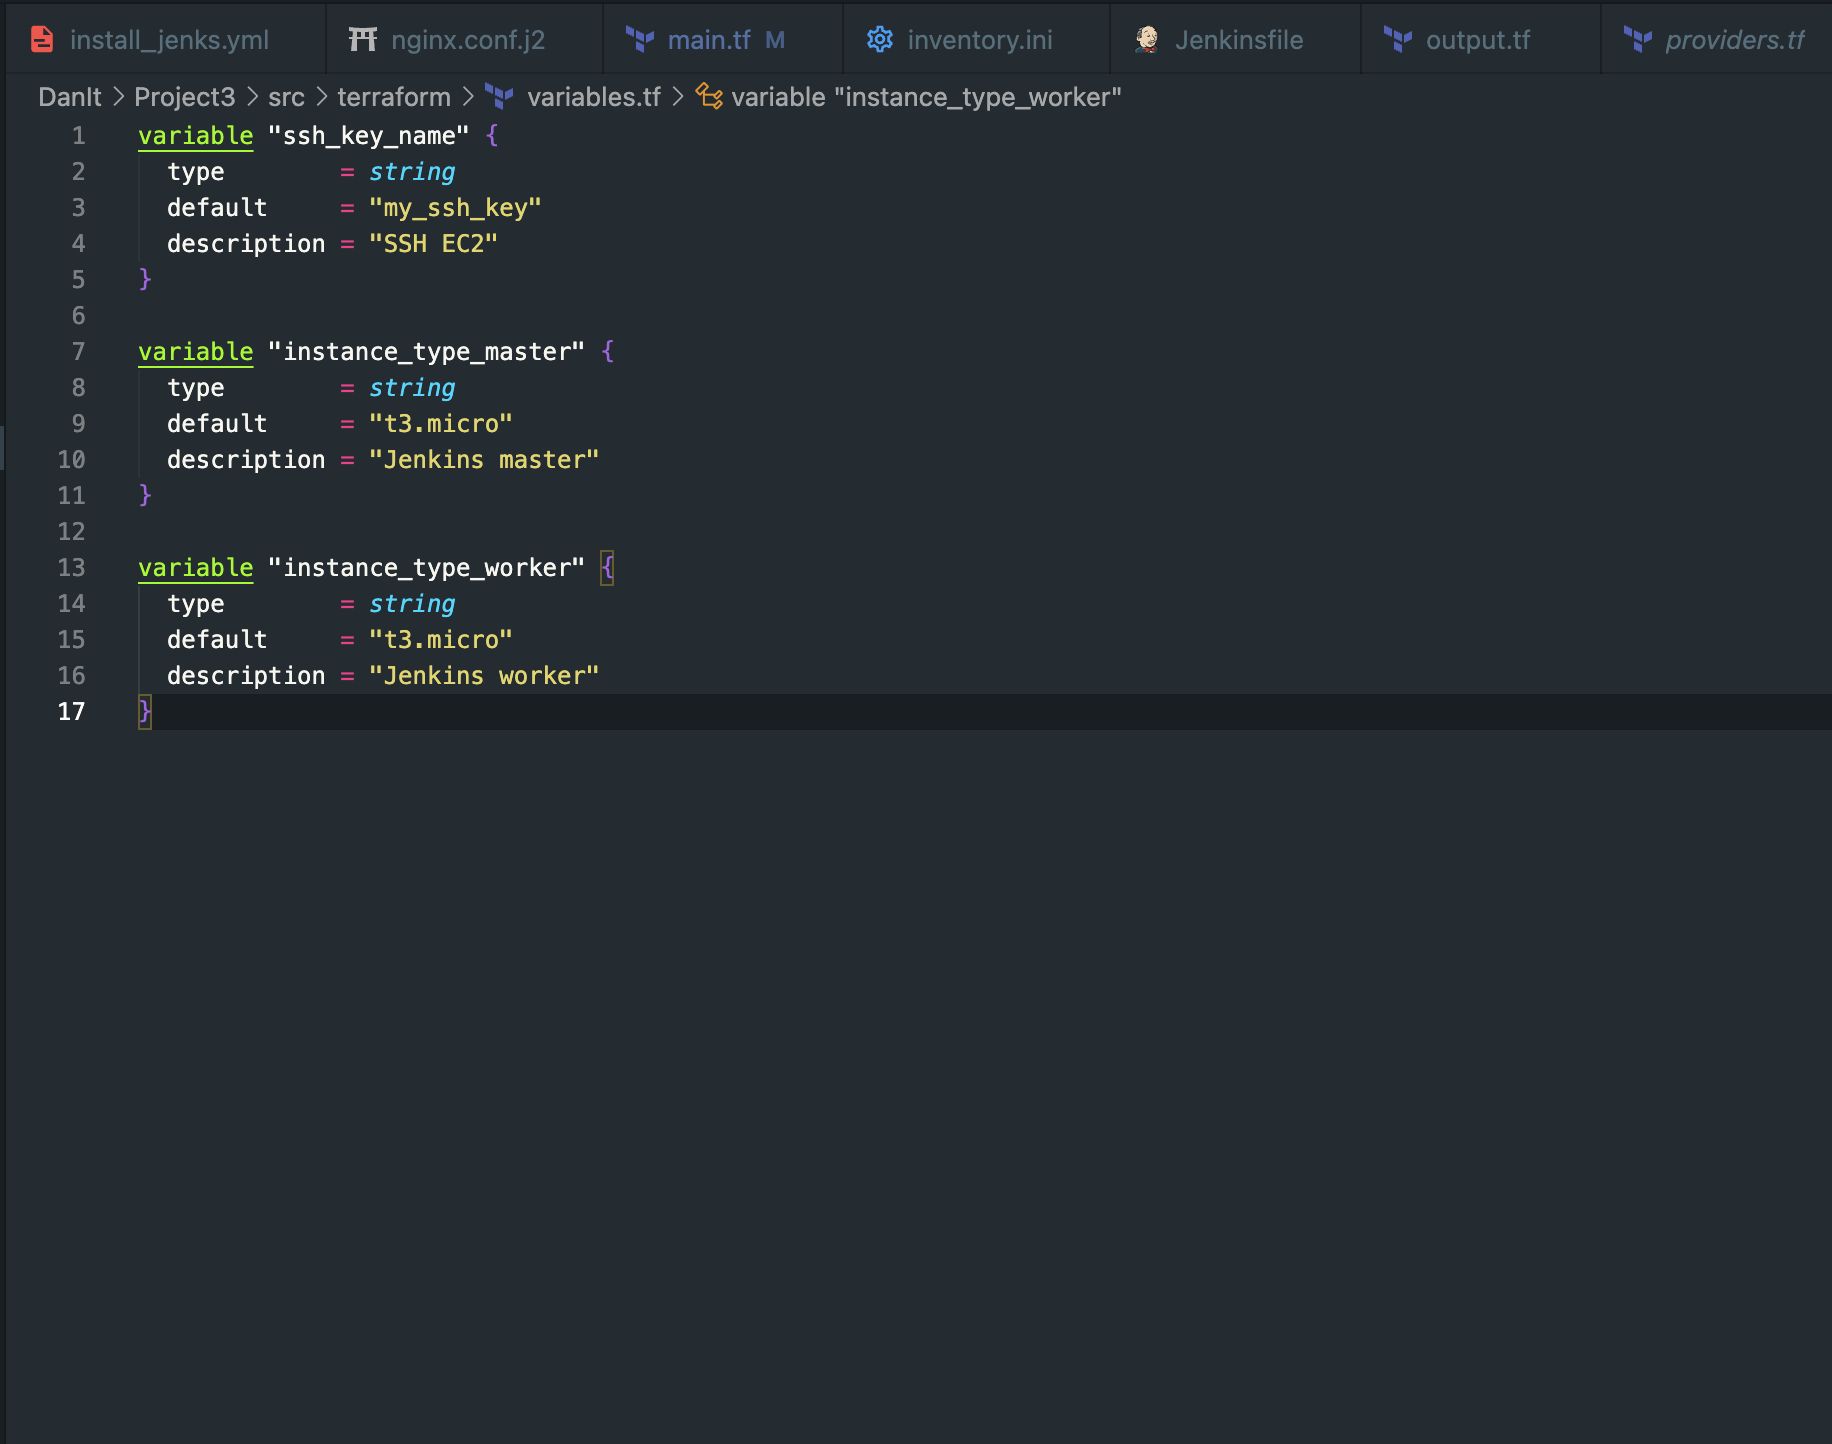 install_jenks.yml nginx.conf.j2 main.tf M inventory.ini Jenkinsfile output.tf providers.tf
DanIt > Project3 > src > terraform > variables.tf > variable "instance_type_worker"
1 variable "ssh_key_name" {
2   type        = string
3   default     = "my_ssh_key"
4   description = "SSH EC2"
5 }
6
7 variable "instance_type_master" {
8   type        = string
9   default     = "t3.micro"
10   description = "Jenkins master"
11 }
12
13 variable "instance_type_worker" {
14   type        = string
15   default     = "t3.micro"
16   description = "Jenkins worker"
17 }